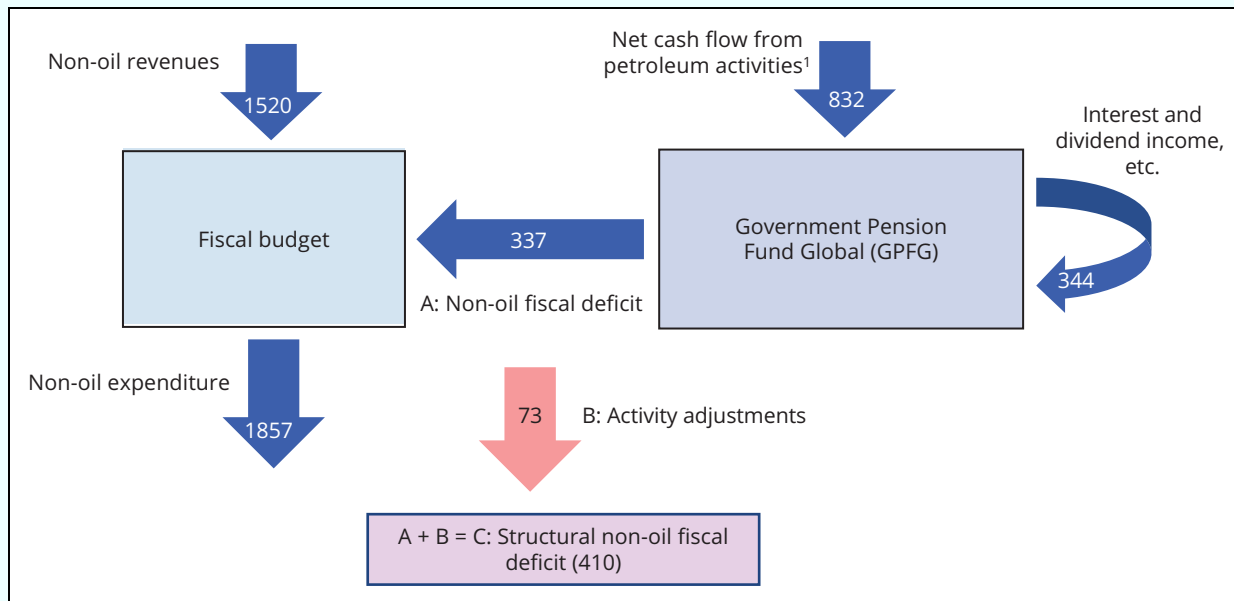 Non-oil revenues
1520
Net cash flow from
petroleum activities¹
832
Interest and
dividend income,
etc.
Fiscal budget
337
Government Pension
Fund Global (GPFG)
344
A: Non-oil fiscal deficit
Non-oil expenditure
1857
73
B: Activity adjustments
A + B = C: Structural non-oil fiscal
deficit (410)